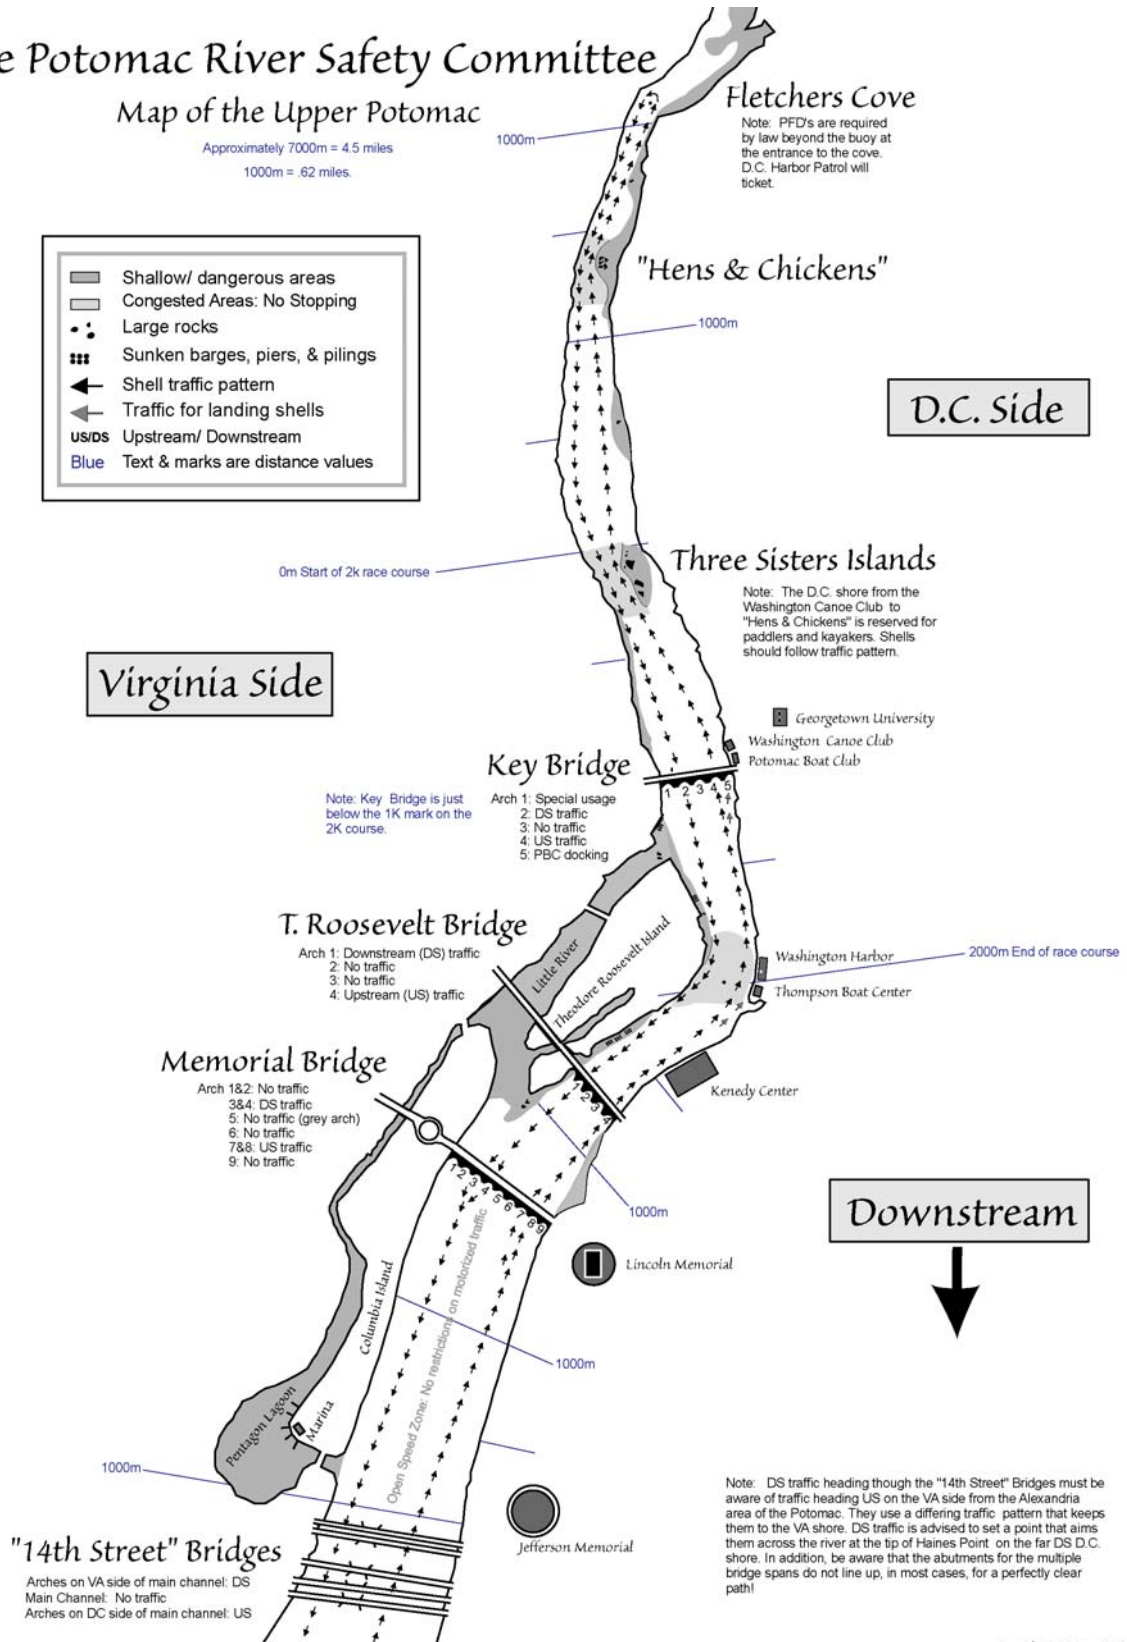 e Potomac River Safety Committee
Map of the Upper Potomac
Approximately 7000m = 4.5 miles
1000m = .62 miles.
1000m
Fletchers Cove
Note: PFD's are required
by law beyond the buoy at
the entrance to the cove.
D.C. Harbor Patrol will
ticket.
Shallow/ dangerous areas
Congested Areas: No Stopping
Large rocks
Sunken barges, piers, & pilings
Shell traffic pattern
Traffic for landing shells
US/DS Upstream/ Downstream
Blue Text & marks are distance values
"Hens & Chickens"
1000m
D.C. Side
0m Start of 2k race course
Three Sisters Islands
Note: The D.C. shore from the
Washington Canoe Club to
"Hens & Chickens" is reserved for
paddlers and kayakers. Shells
should follow traffic pattern.
Virginia Side
Georgetown University
Washington Canoe Club
Potomac Boat Club
Key Bridge
Note: Key Bridge is just
below the 1K mark on the
2K course.
Arch 1: Special usage
2: DS traffic
3: No traffic
4: US traffic
5: PBC docking
1 2 3 4 5
T. Roosevelt Bridge
Arch 1: Downstream (DS) traffic
2: No traffic
3: No traffic
4: Upstream (US) traffic
Little River
Theodore Roosevelt Island
Washington Harbor
2000m End of race course
Thompson Boat Center
Kenedy Center
1 2 3 4
Memorial Bridge
Arch 1&2: No traffic
3&4: DS traffic
5: No traffic (grey arch)
6: No traffic
7&8: US traffic
9: No traffic
1 2 3 4 5 6 7 8 9
1000m
Downstream
Lincoln Memorial
Columbia Island
Open Speed Zone: No restrictions on motorized traffic
1000m
Pentagon Lagoon
Marina
1000m
Jefferson Memorial
"14th Street" Bridges
Arches on VA side of main channel: DS
Main Channel: No traffic
Arches on DC side of main channel: US
Note: DS traffic heading though the "14th Street" Bridges must be
aware of traffic heading US on the VA side from the Alexandria
area of the Potomac. They use a differing traffic pattern that keeps
them to the VA shore. DS traffic is advised to set a point that aims
them across the river at the tip of Haines Point on the far DS D.C.
shore. In addition, be aware that the abutments for the multiple
bridge spans do not line up, in most cases, for a perfectly clear
path!